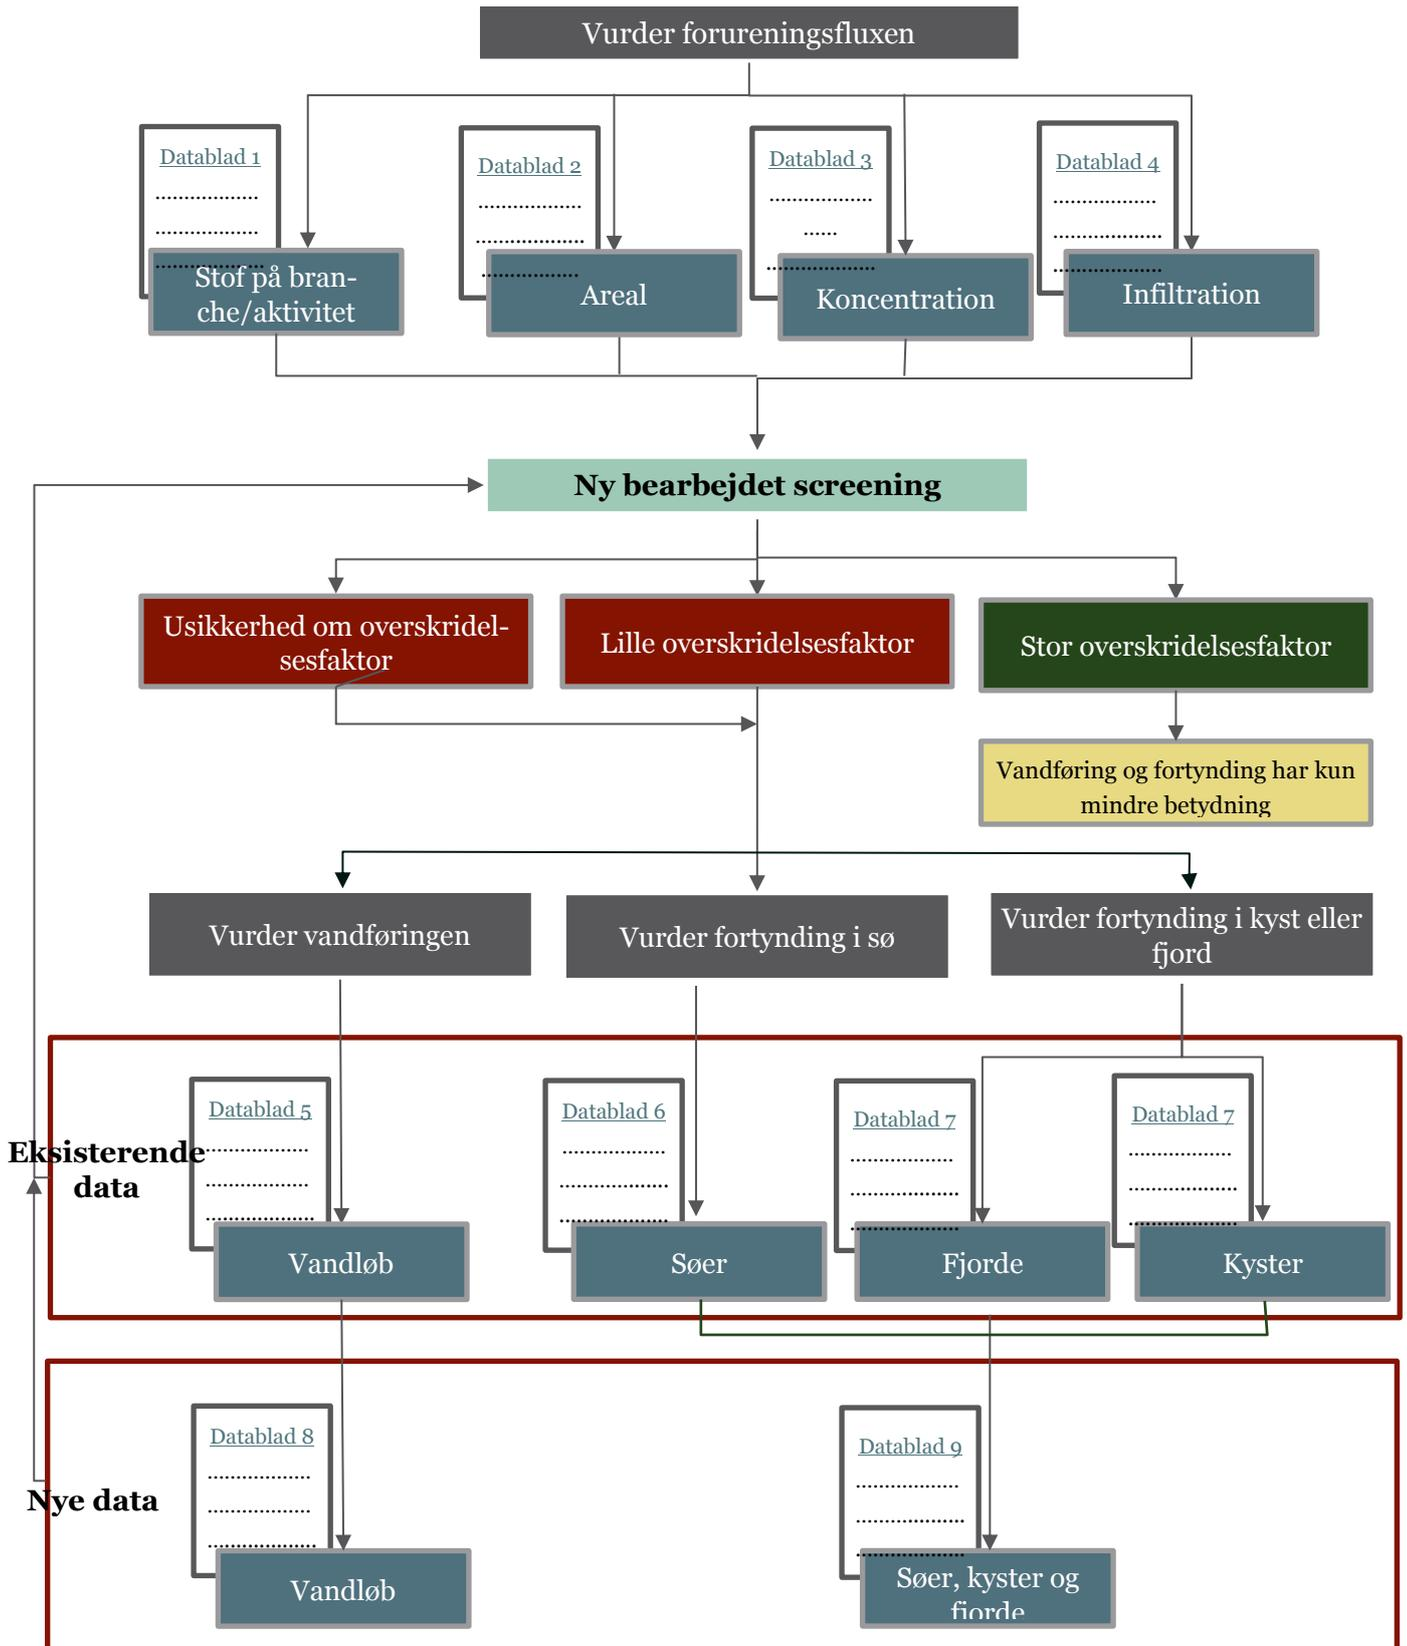 Vurder forureningsfluxen
Datablad 1
Datablad 2
Datablad 3
Datablad 4
Stof på bran-
che/aktivitet
Areal
Koncentration
Infiltration
Ny bearbejdet screening
Usikkerhed om overskridel-
sesfaktor
Lille overskridelsesfaktor
Stor overskridelsesfaktor
Vandføring og fortynding har kun
mindre betydning
Vurder vandføringen
Vurder fortynding i sø
Vurder fortynding i kyst eller
fjord
Eksisterende
data
Datablad 5
Datablad 6
Datablad 7
Datablad 7
Vandløb
Søer
Fjorde
Kyster
Nye data
Datablad 8
Datablad 9
Vandløb
Søer, kyster og
fjorde